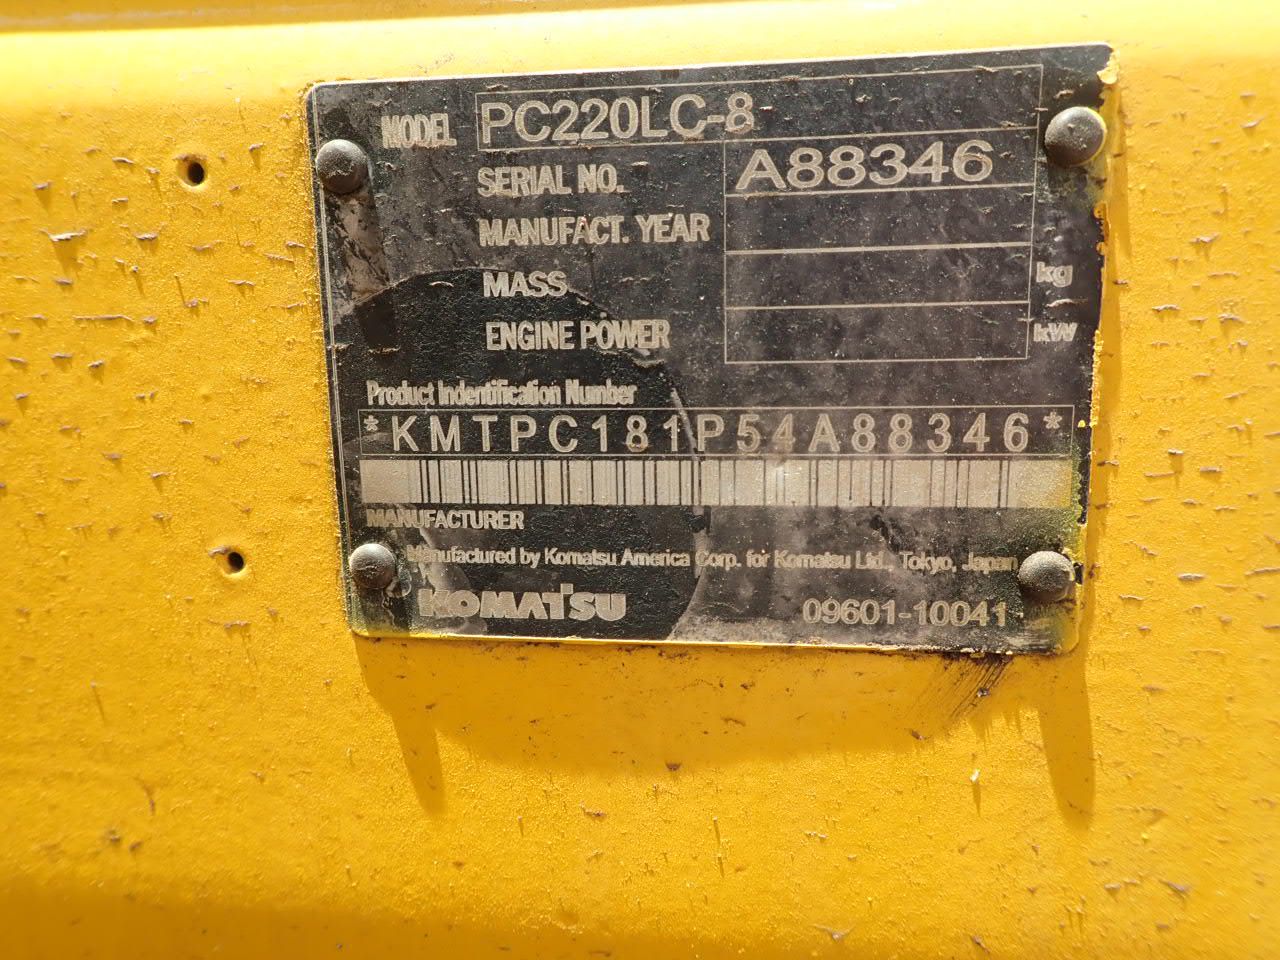 MODEL PC220LC-8
SERIAL NO. A88346
MANUFACT. YEAR
MASS kg
ENGINE POWER kW
Product Indentification Number
*KMTPC181P54A88346*
MANUFACTURER
Manufactured by Komatsu America Corp. for Komatsu Ltd., Tokyo, Japan
KOMATSU 09601-10041